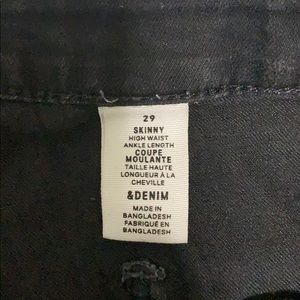 29
SKINNY
HIGH WAIST
ANKLE LENGTH
COUPE
MOULANTE
TAILLE HAUTE
LONGUEUR À LA
CHEVILLE
&DENIM
MADE IN
BANGLADESH
FABRIQUÉ EN
BANGLADESH